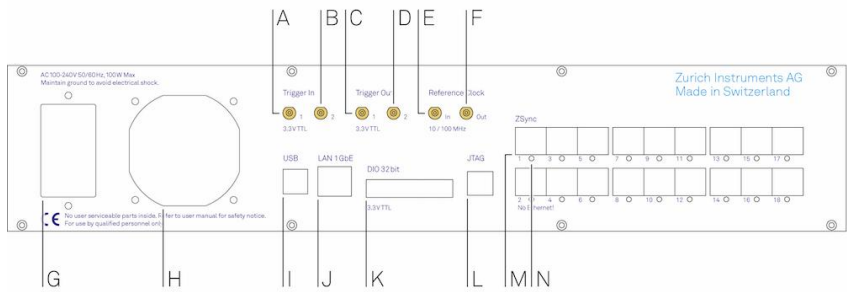 A B C D E F
AC 100-240V 50/60Hz, 100W Max
Maintain ground to avoid electrical shock.
Zurich Instruments AG
Made in Switzerland
Trigger In Trigger Out Reference Clock
1 2 1 2 In Out
3.3V TTL 3.3V TTL 10 / 100 MHz
ZSync
USB LAN 1 GbE DIO 32bit JTAG
1 3 5 7 9 11 13 15 17
3.3V TTL
2 4 6 8 10 12 14 16 18
No Ethernet!
CE No user serviceable parts inside. Refer to user manual for safety notice.
For use by qualified personnel only.
G H I J K L M N